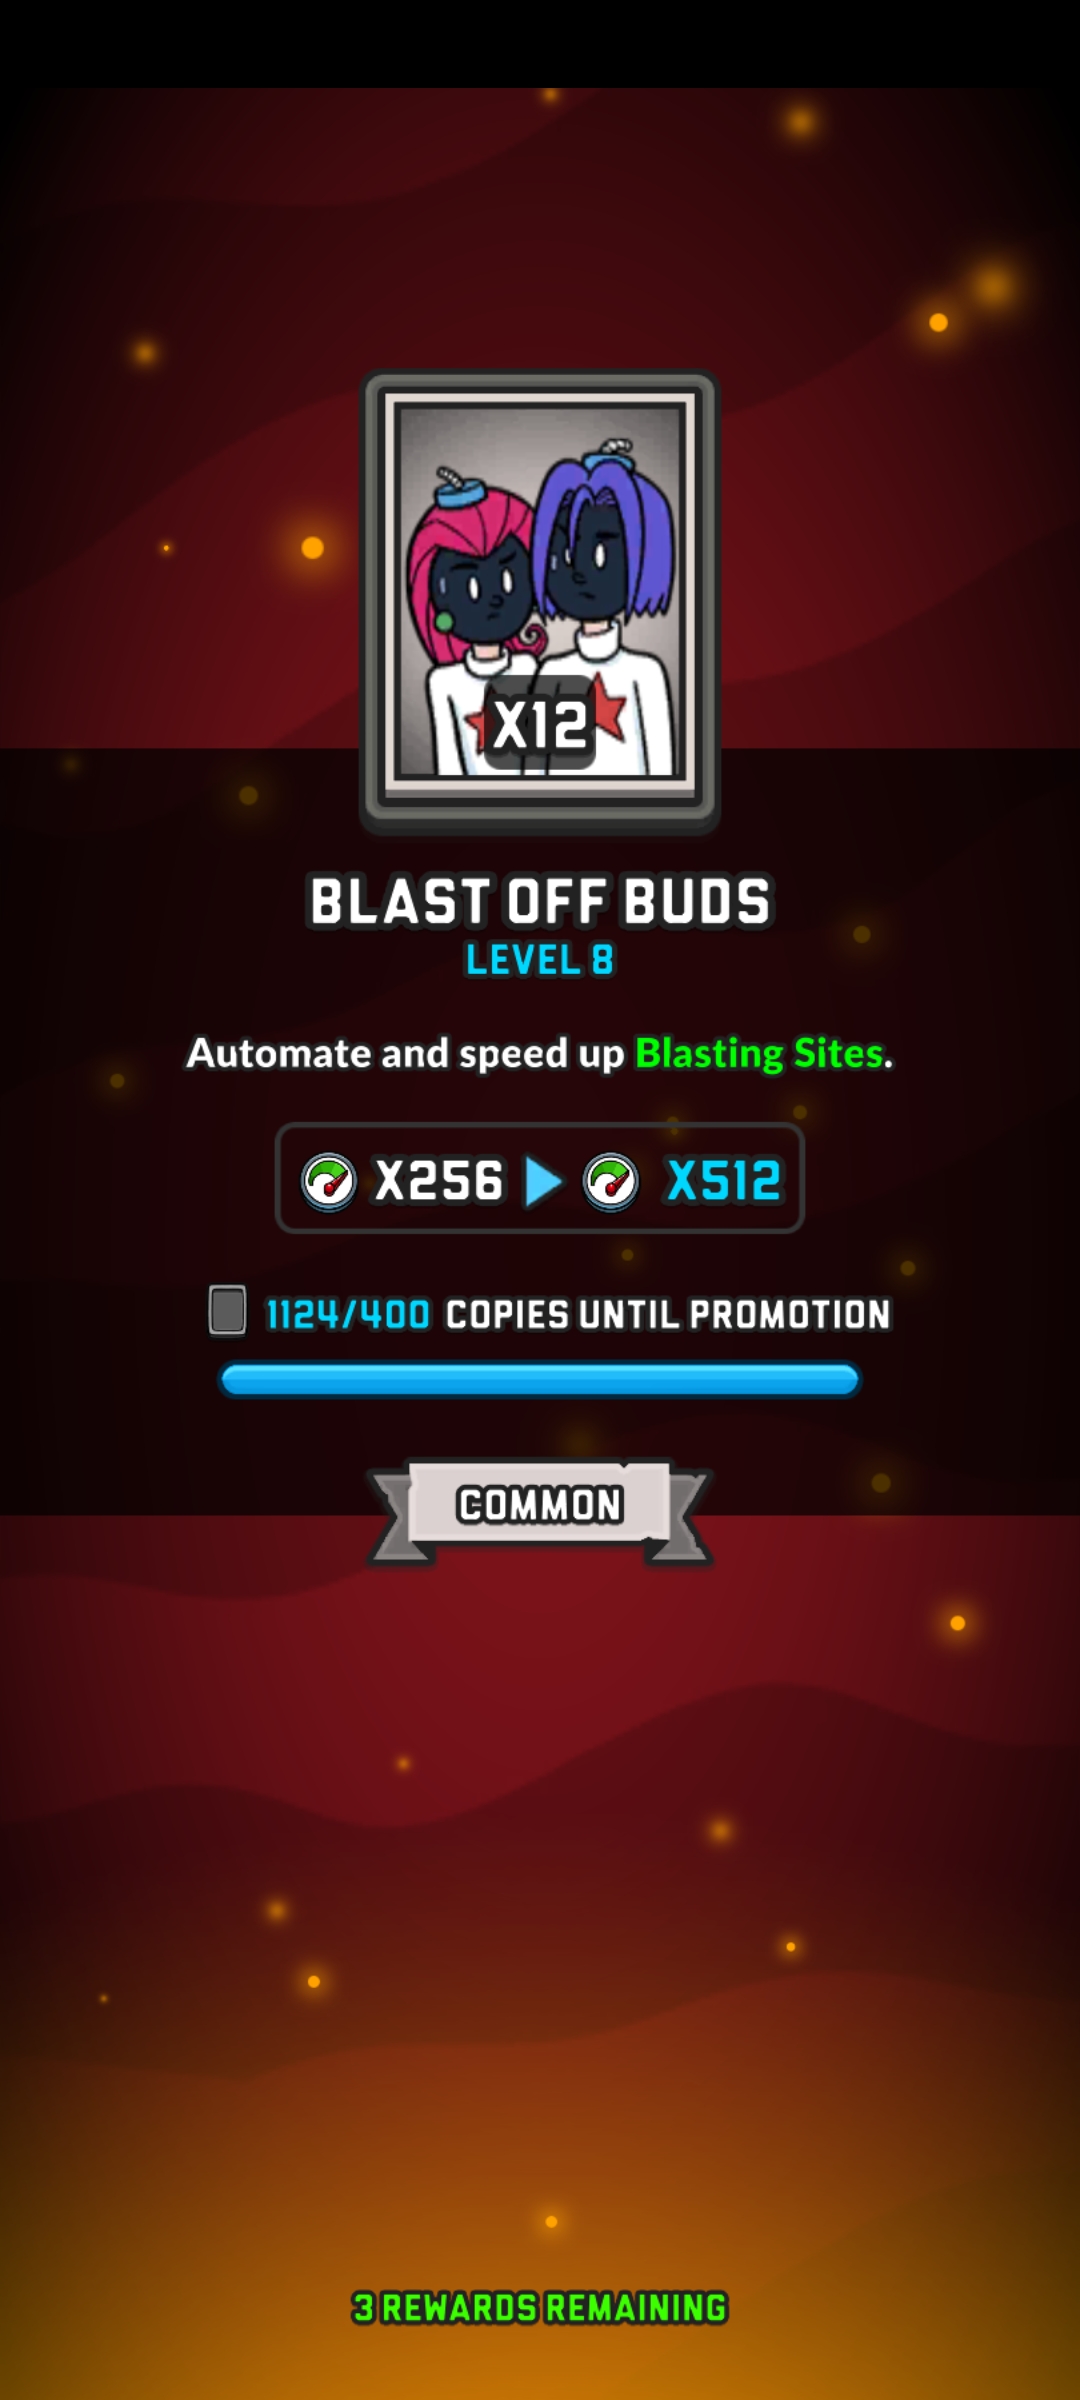 X12
BLAST OFF BUDS
LEVEL 8
Automate and speed up Blasting Sites.
X256 X512
1124/400 COPIES UNTIL PROMOTION
COMMON
3 REWARDS REMAINING